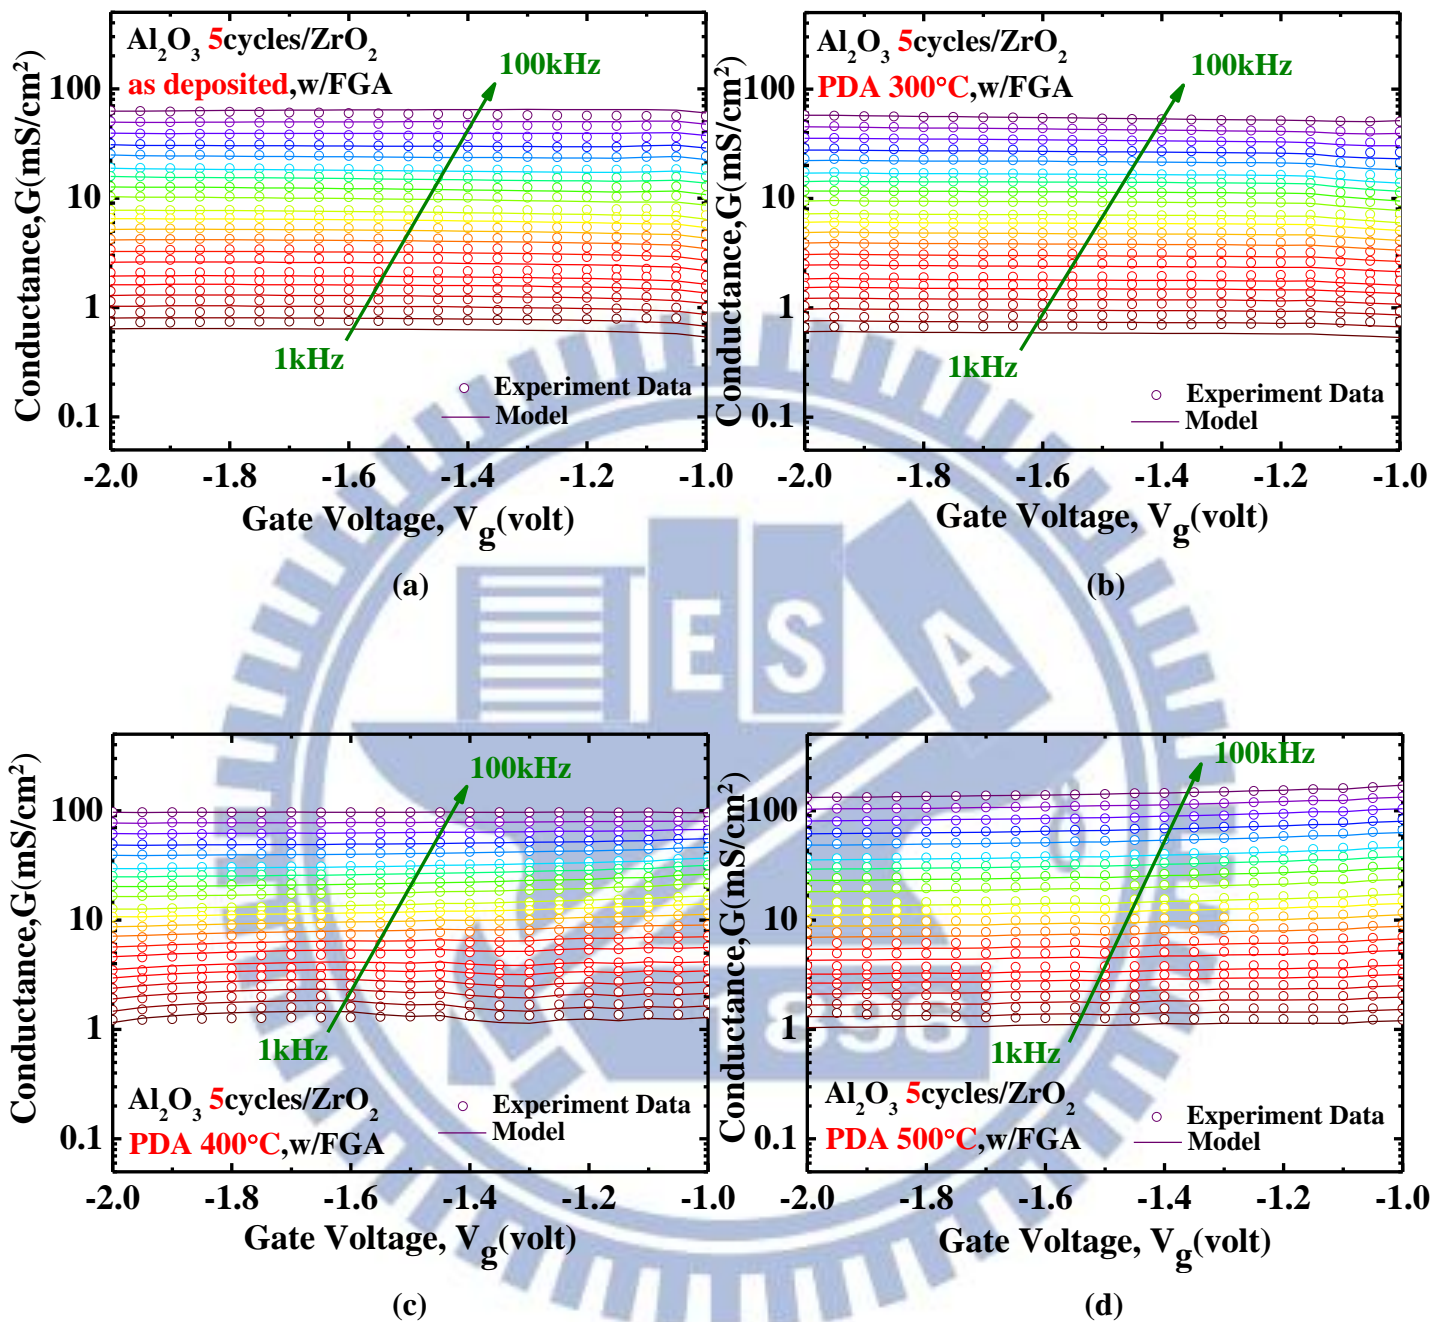 Al₂O₃ 5cycles/ZrO₂
as deposited,w/FGA
100kHz
1kHz
Experiment Data
Model
Conductance,G(mS/cm²)
100
10
1
0.1
-2.0 -1.8 -1.6 -1.4 -1.2 -1.0
Gate Voltage, Vg(volt)
(a)
Al₂O₃ 5cycles/ZrO₂
PDA 300°C,w/FGA
100kHz
1kHz
Experiment Data
Model
Conductance,G(mS/cm²)
100
10
1
0.1
-2.0 -1.8 -1.6 -1.4 -1.2 -1.0
Gate Voltage, Vg(volt)
(b)
ESA
1896
100kHz
1kHz
Al₂O₃ 5cycles/ZrO₂
PDA 400°C,w/FGA
Experiment Data
Model
Conductance,G(mS/cm²)
100
10
1
0.1
-2.0 -1.8 -1.6 -1.4 -1.2 -1.0
Gate Voltage, Vg(volt)
(c)
100kHz
1kHz
Al₂O₃ 5cycles/ZrO₂
PDA 500°C,w/FGA
Experiment Data
Model
Conductance,G(mS/cm²)
100
10
1
0.1
-2.0 -1.8 -1.6 -1.4 -1.2 -1.0
Gate Voltage, Vg(volt)
(d)